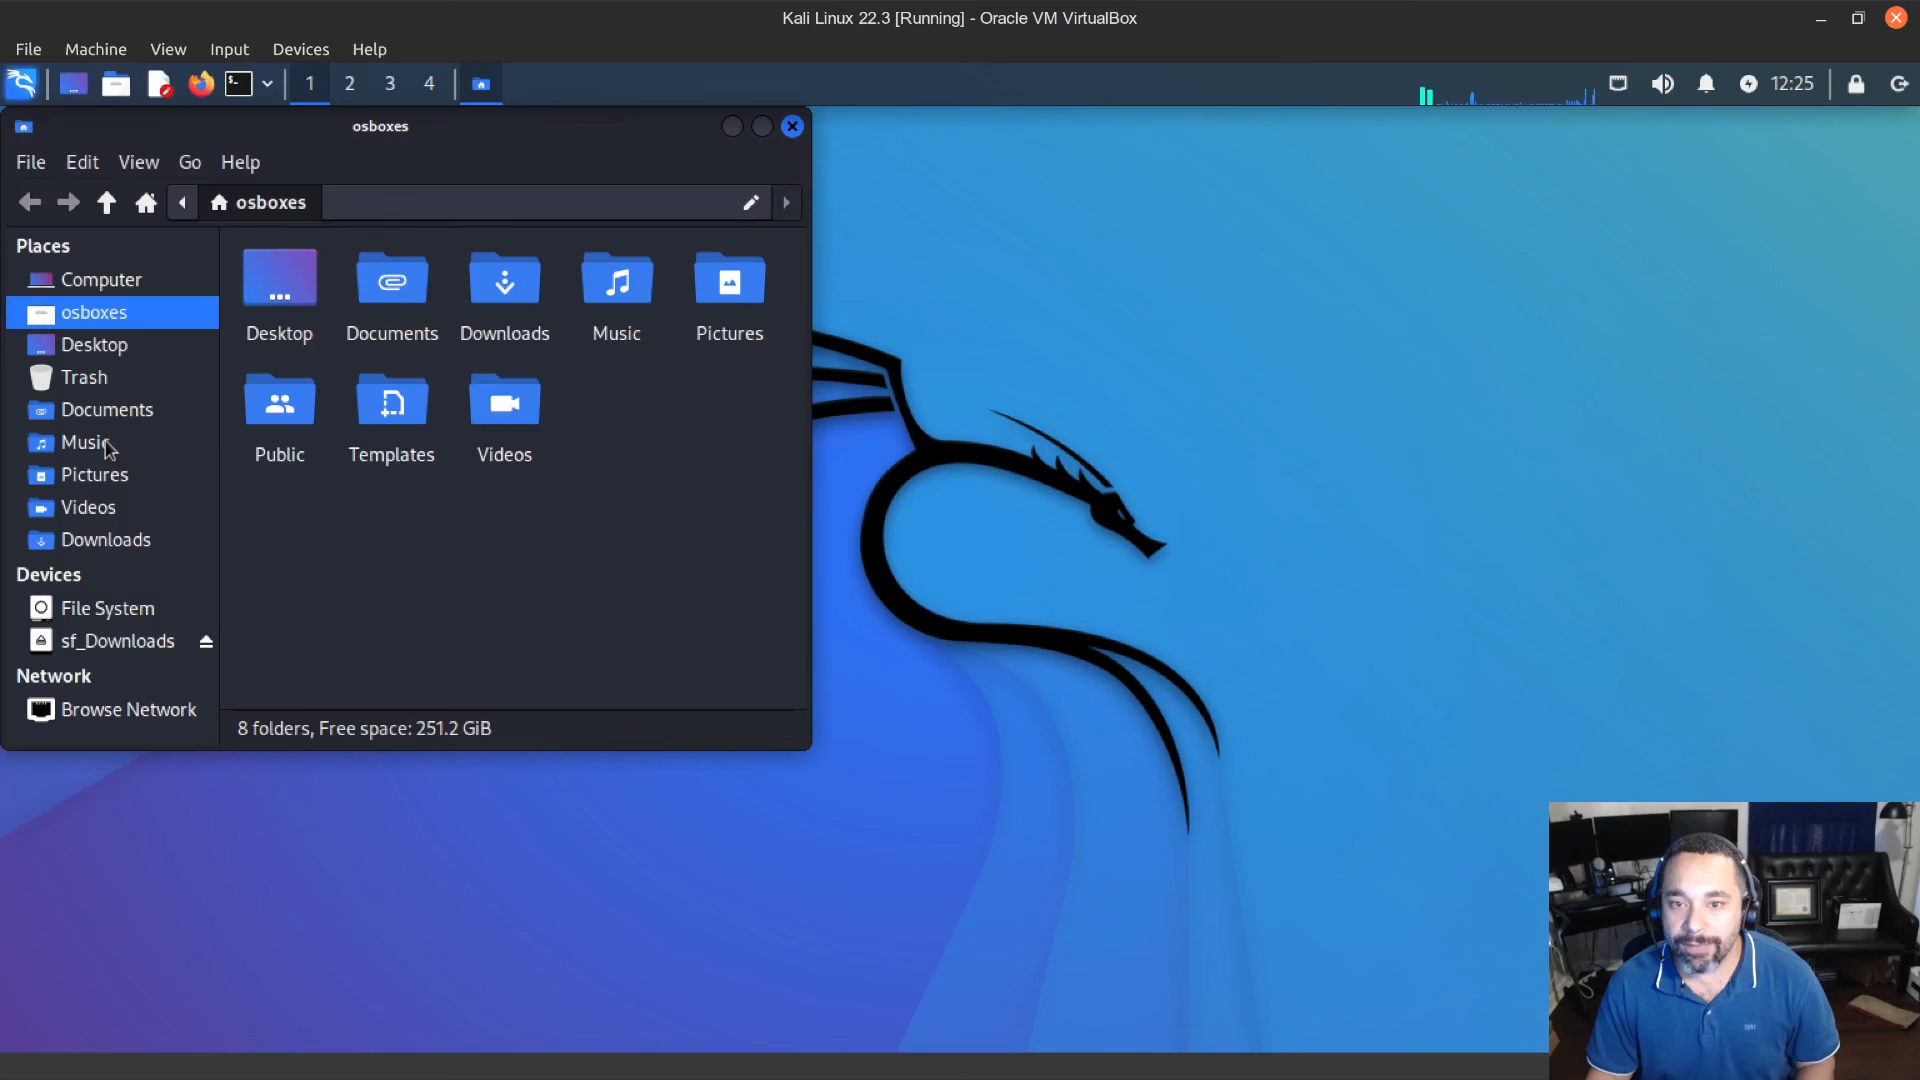 Kali Linux 22.3 [Running] - Oracle VM VirtualBox
File Machine View Input Devices Help
1 2 3 4
12:25
osboxes
File Edit View Go Help
osboxes
Places
Computer
osboxes
Desktop
Trash
Documents
Music
Pictures
Videos
Downloads
Devices
File System
sf_Downloads
Network
Browse Network
Desktop Documents Downloads Music Pictures
Public Templates Videos
8 folders, Free space: 251.2 GiB